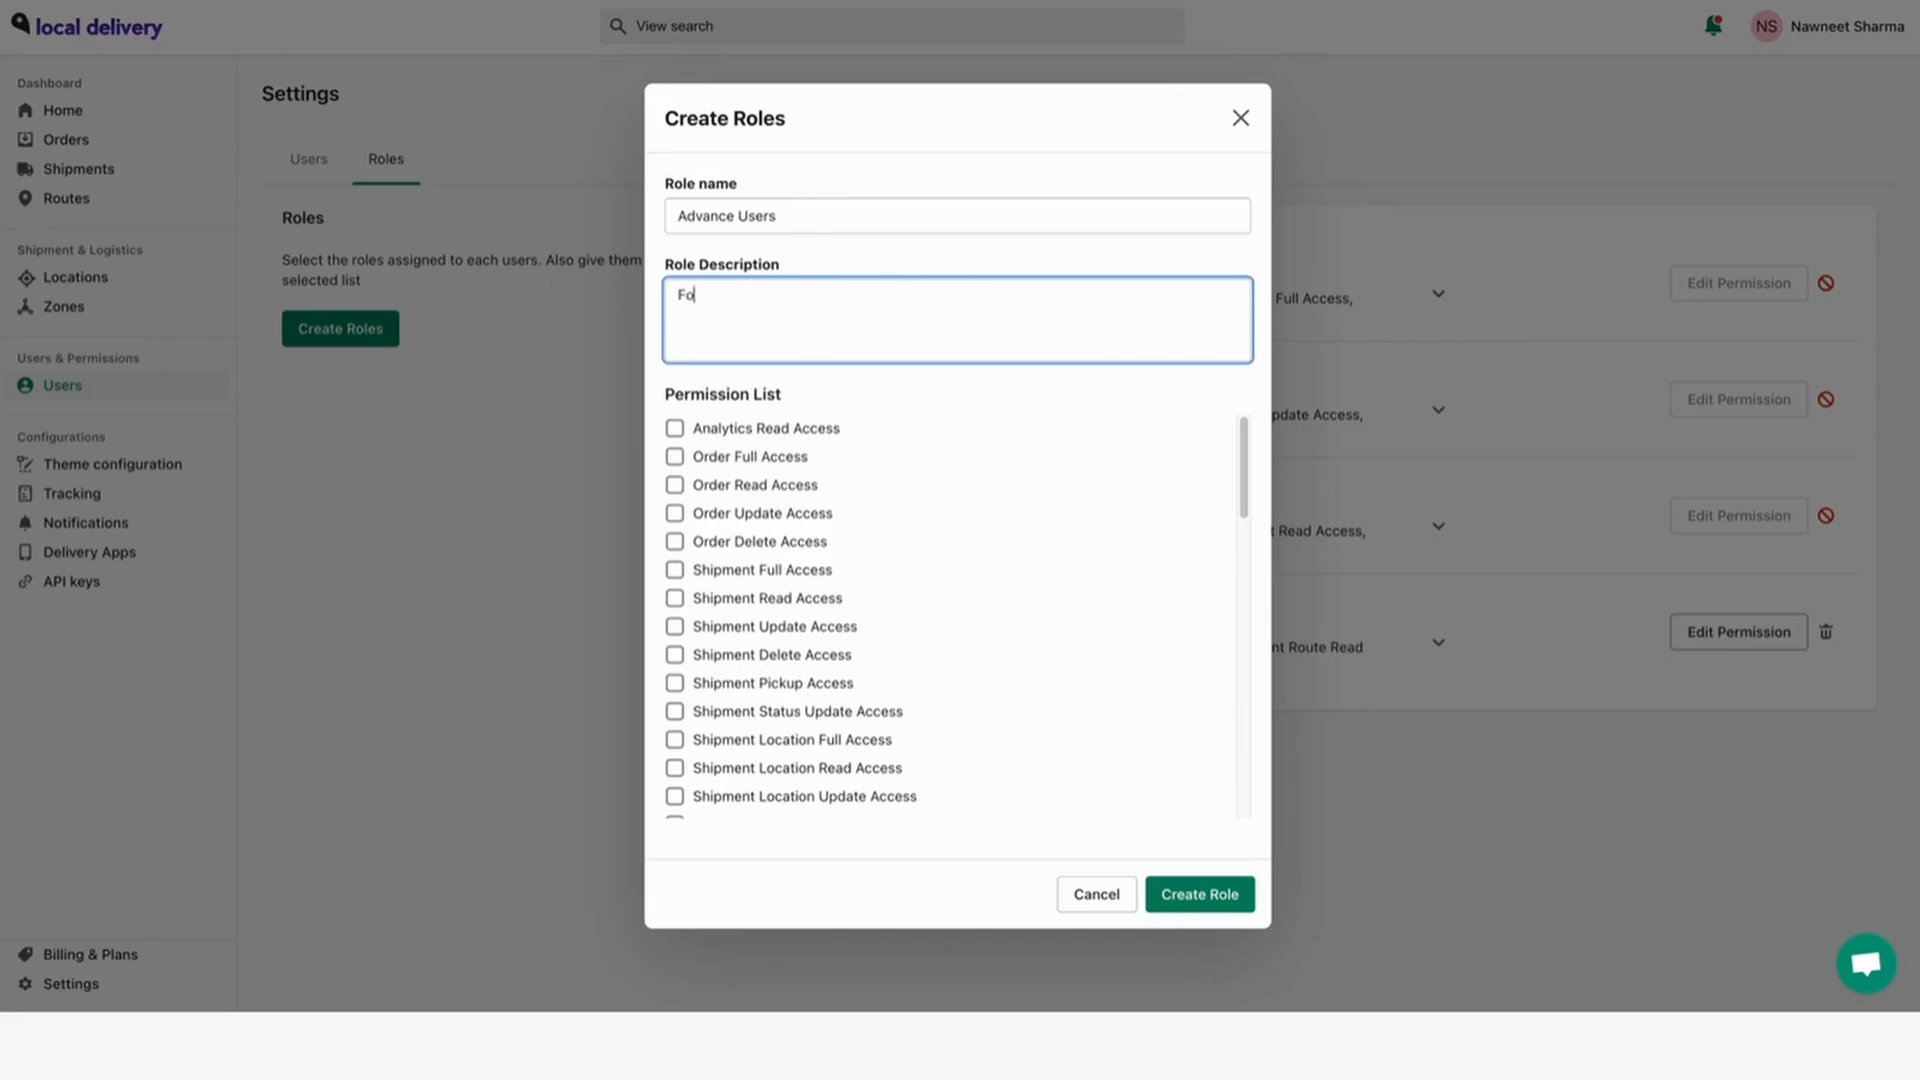 local delivery
View search
NS
Nawneet Sharma
Dashboard
Home
Orders
Shipments
Routes
Shipment & Logistics
Locations
Zones
Users & Permissions
Users
Configurations
Theme configuration
Tracking
Notifications
Delivery Apps
API keys
Billing & Plans
Settings
Settings
Users
Roles
Roles
Select the roles assigned to each users. Also give them
selected list
Create Roles
Create Roles
Role name
Advance Users
Role Description
Fo
Permission List
Analytics Read Access
Order Full Access
Order Read Access
Order Update Access
Order Delete Access
Shipment Full Access
Shipment Read Access
Shipment Update Access
Shipment Delete Access
Shipment Pickup Access
Shipment Status Update Access
Shipment Location Full Access
Shipment Location Read Access
Shipment Location Update Access
Cancel
Create Role
Full Access,
Edit Permission
pdate Access,
Edit Permission
t Read Access,
Edit Permission
nt Route Read
Edit Permission